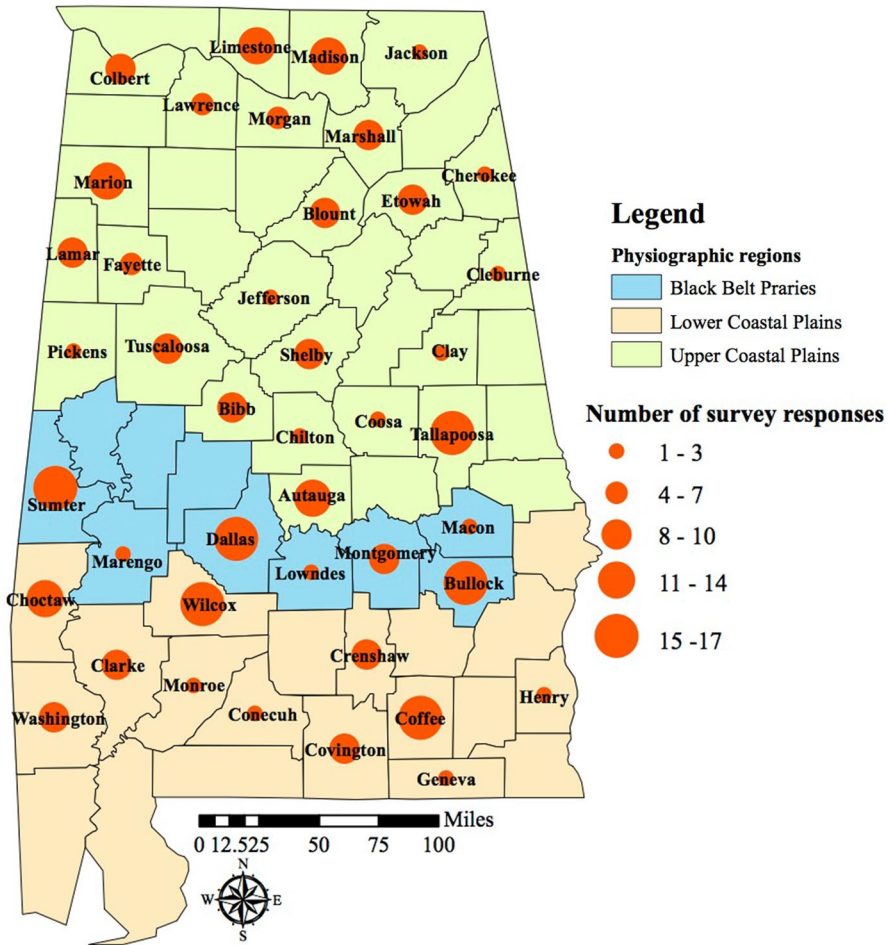 Limestone
Madison
Jackson
Colbert
Lawrence
Morgan
Marshall
Cherokee
Marion
Etowah
Blount
Lamar
Fayette
Cleburne
Jefferson
Pickens
Tuscaloosa
Shelby
Clay
Bibb
Chilton
Coosa
Tallapoosa
Autauga
Sumter
Macon
Dallas
Montgomery
Marengo
Lowndes
Bullock
Choctaw
Wilcox
Clarke
Crenshaw
Monroe
Henry
Washington
Conecuh
Coffee
Covington
Geneva
Legend
Physiographic regions
Black Belt Praries
Lower Coastal Plains
Upper Coastal Plains
Number of survey responses
1 - 3
4 - 7
8 - 10
11 - 14
15 -17
Miles
0 12.525 50 75 100
N
W E
S